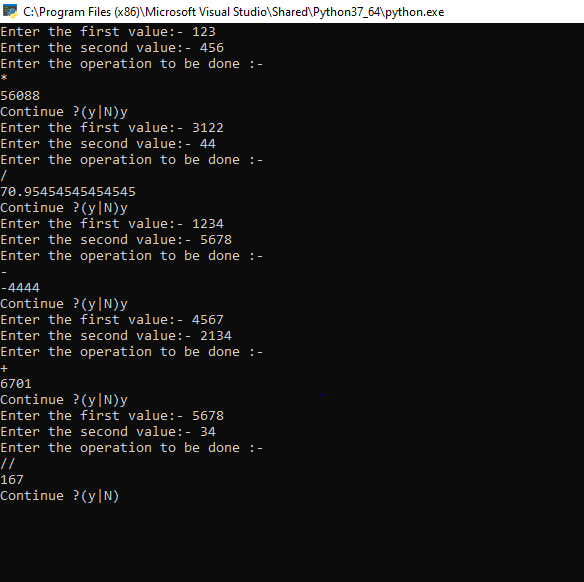 C:\Program Files (x86)\Microsoft Visual Studio\Shared\Python37_64\python.exe
Enter the first value:- 123
Enter the second value:- 456
Enter the operation to be done :-
*
56088
Continue ?(y|N)y
Enter the first value:- 3122
Enter the second value:- 44
Enter the operation to be done :-
/
70.95454545454545
Continue ?(y|N)y
Enter the first value:- 1234
Enter the second value:- 5678
Enter the operation to be done :-
-
-4444
Continue ?(y|N)y
Enter the first value:- 4567
Enter the second value:- 2134
Enter the operation to be done :-
+
6701
Continue ?(y|N)y
Enter the first value:- 5678
Enter the second value:- 34
Enter the operation to be done :-
//
167
Continue ?(y|N)